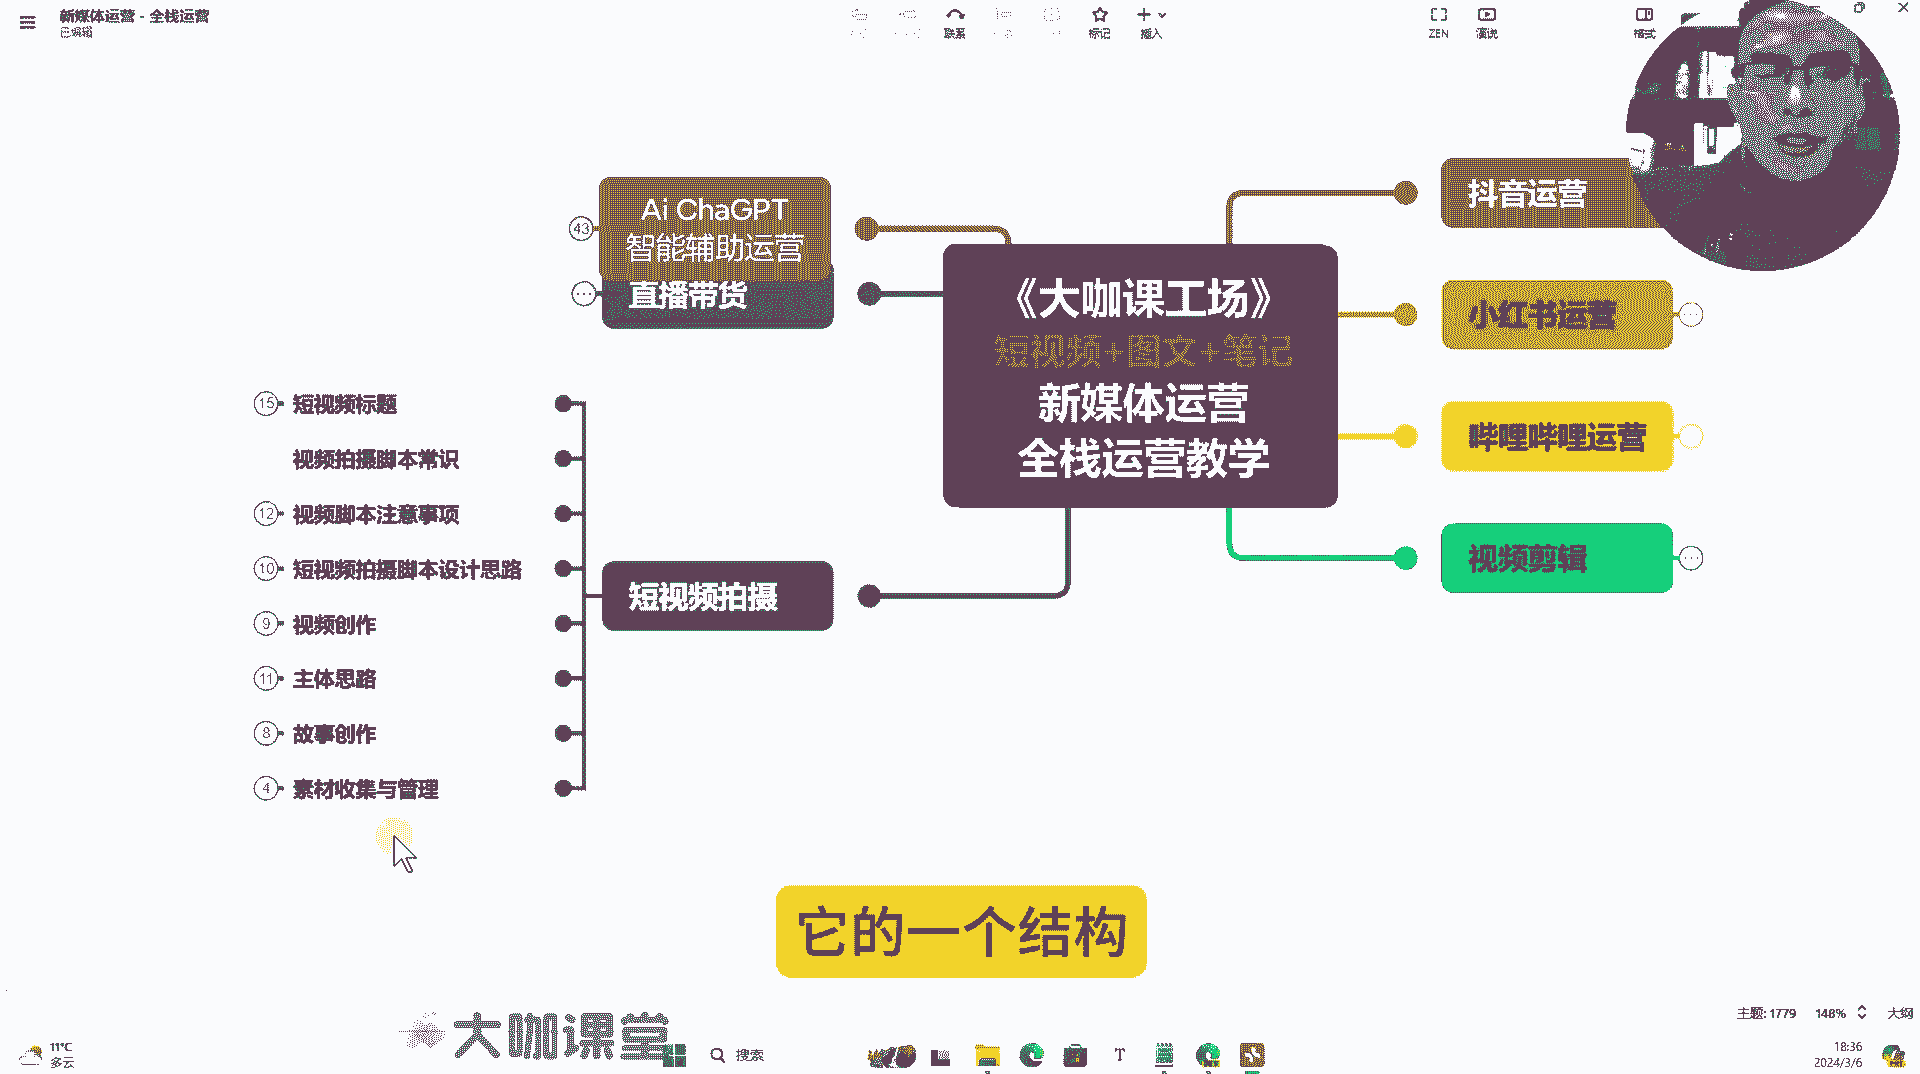 新媒体运营 - 全栈运营
已编辑
联系
标记
插入
ZEN
演说
格式
43
Ai ChaGPT
智能辅助运营
直播带货
《大咖课工场》
短视频+图文+笔记
新媒体运营
全栈运营教学
抖音运营
小红书运营
哔哩哔哩运营
视频剪辑
短视频拍摄
15 短视频标题
视频拍摄脚本常识
12 视频脚本注意事项
10 短视频拍摄脚本设计思路
9 视频创作
11 主体思路
8 故事创作
4 素材收集与管理
它的一个结构
大咖课堂
主题: 1779
148%
大纲
11°C
多云
搜索
18:36
2024/3/6